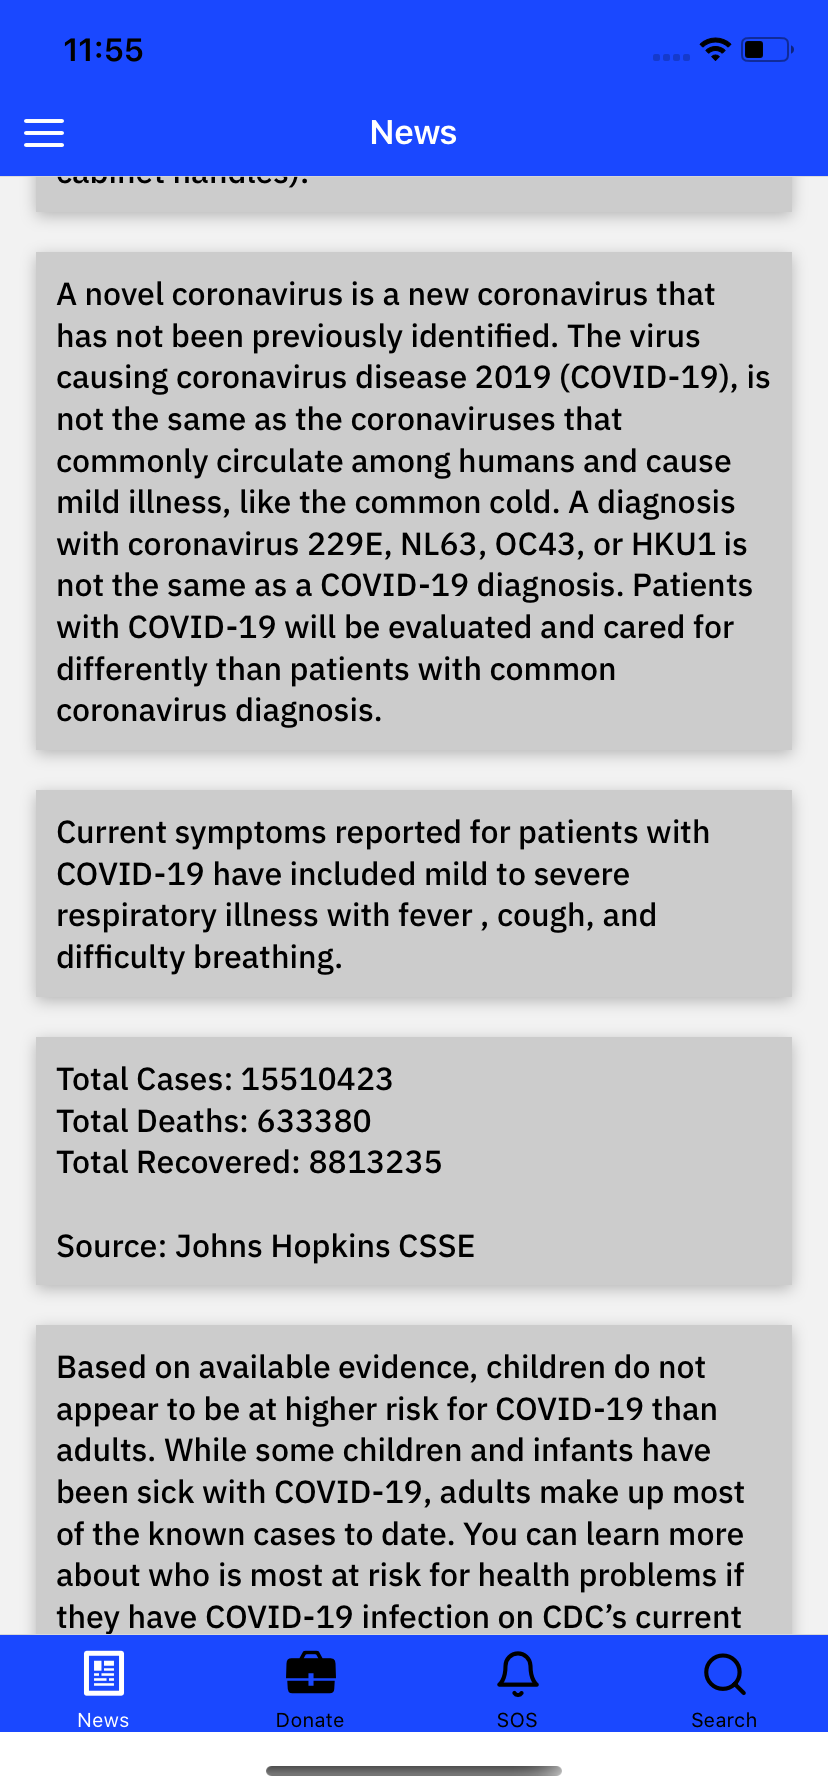 11:55
News
cabinet handles).
A novel coronavirus is a new coronavirus that
has not been previously identified. The virus
causing coronavirus disease 2019 (COVID-19), is
not the same as the coronaviruses that
commonly circulate among humans and cause
mild illness, like the common cold. A diagnosis
with coronavirus 229E, NL63, OC43, or HKU1 is
not the same as a COVID-19 diagnosis. Patients
with COVID-19 will be evaluated and cared for
differently than patients with common
coronavirus diagnosis.
Current symptoms reported for patients with
COVID-19 have included mild to severe
respiratory illness with fever , cough, and
difficulty breathing.
Total Cases: 15510423
Total Deaths: 633380
Total Recovered: 8813235
Source: Johns Hopkins CSSE
Based on available evidence, children do not
appear to be at higher risk for COVID-19 than
adults. While some children and infants have
been sick with COVID-19, adults make up most
of the known cases to date. You can learn more
about who is most at risk for health problems if
they have COVID-19 infection on CDC’s current
News
Donate
SOS
Search